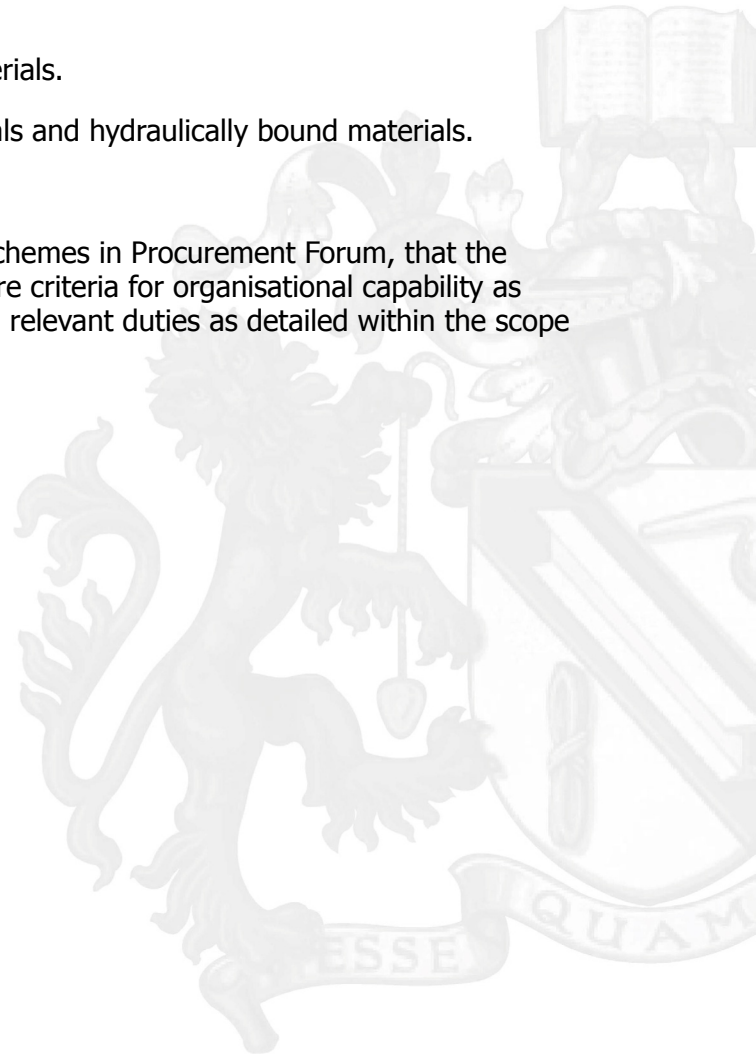 erials.
als and hydraulically bound materials.
chemes in Procurement Forum, that the
re criteria for organisational capability as
relevant duties as detailed within the scope
ESSE
QUAM